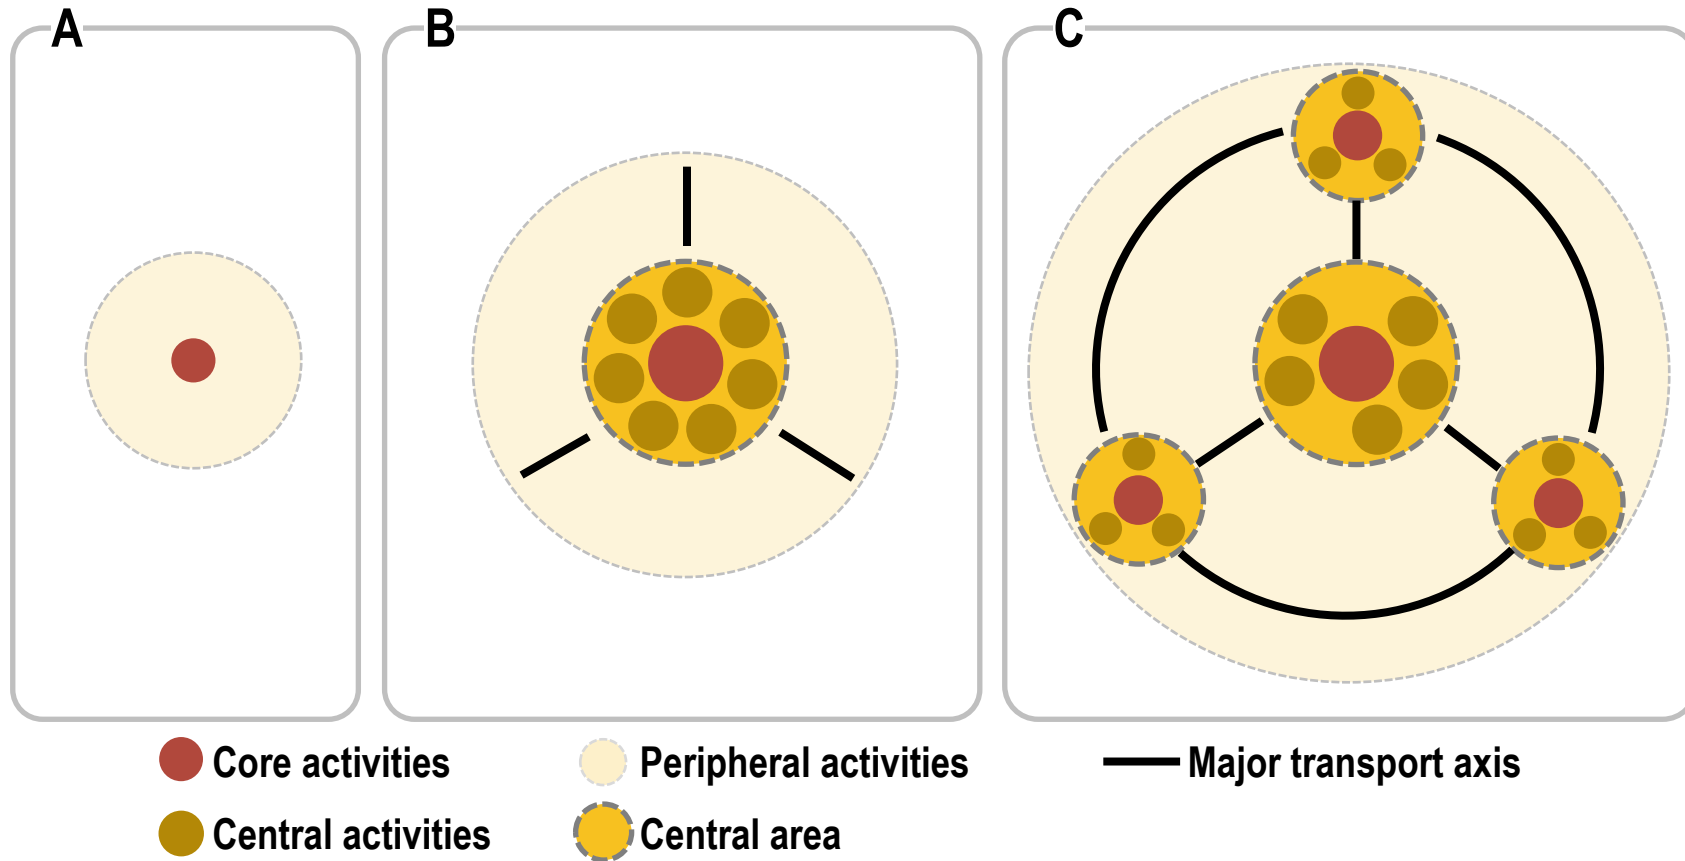 A
B
C
Core activities
Peripheral activities
Major transport axis
Central activities
Central area